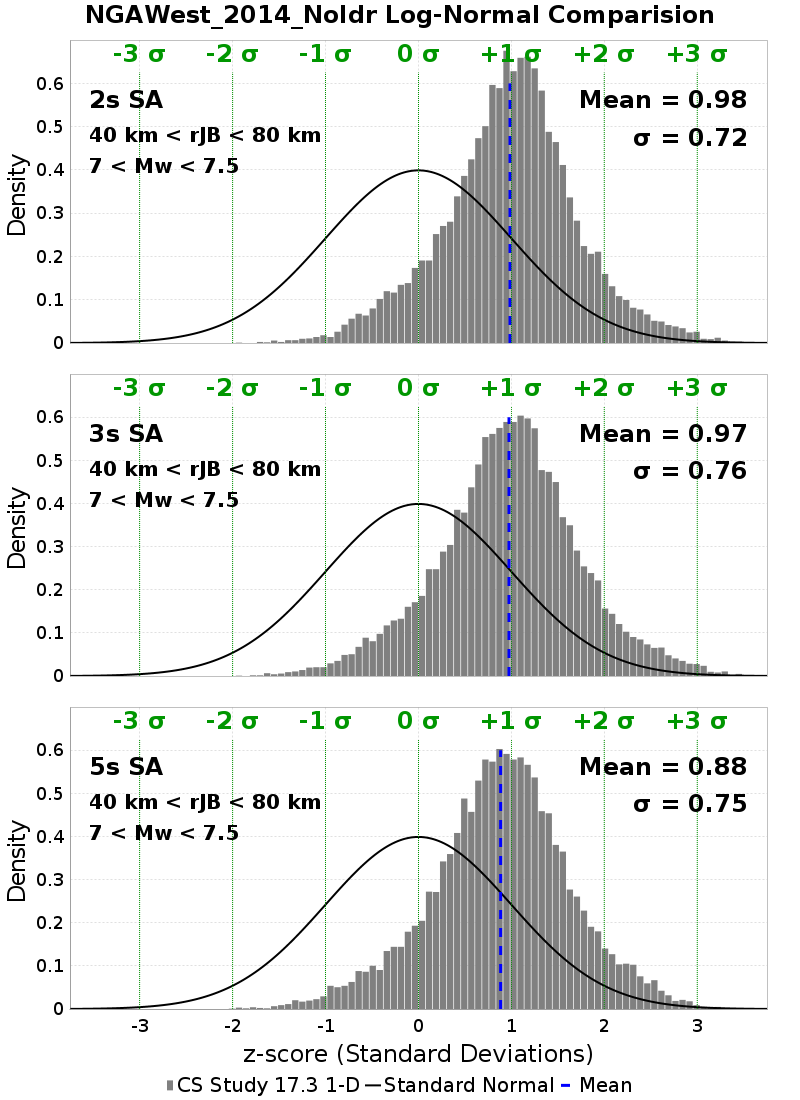 NGAWest_2014_NoIdr Log-Normal Comparision
-3 σ -2 σ -1 σ 0 σ +1 σ +2 σ +3 σ
2s SA
40 km < rJB < 80 km
7 < Mw < 7.5
Mean = 0.98
σ = 0.72
Density
0.6
0.5
0.4
0.3
0.2
0.1
0
-3 σ -2 σ -1 σ 0 σ +1 σ +2 σ +3 σ
3s SA
40 km < rJB < 80 km
7 < Mw < 7.5
Mean = 0.97
σ = 0.76
Density
0.6
0.5
0.4
0.3
0.2
0.1
0
-3 σ -2 σ -1 σ 0 σ +1 σ +2 σ +3 σ
5s SA
40 km < rJB < 80 km
7 < Mw < 7.5
Mean = 0.88
σ = 0.75
Density
0.6
0.5
0.4
0.3
0.2
0.1
0
-3 -2 -1 0 1 2 3
z-score (Standard Deviations)
CS Study 17.3 1-D Standard Normal Mean